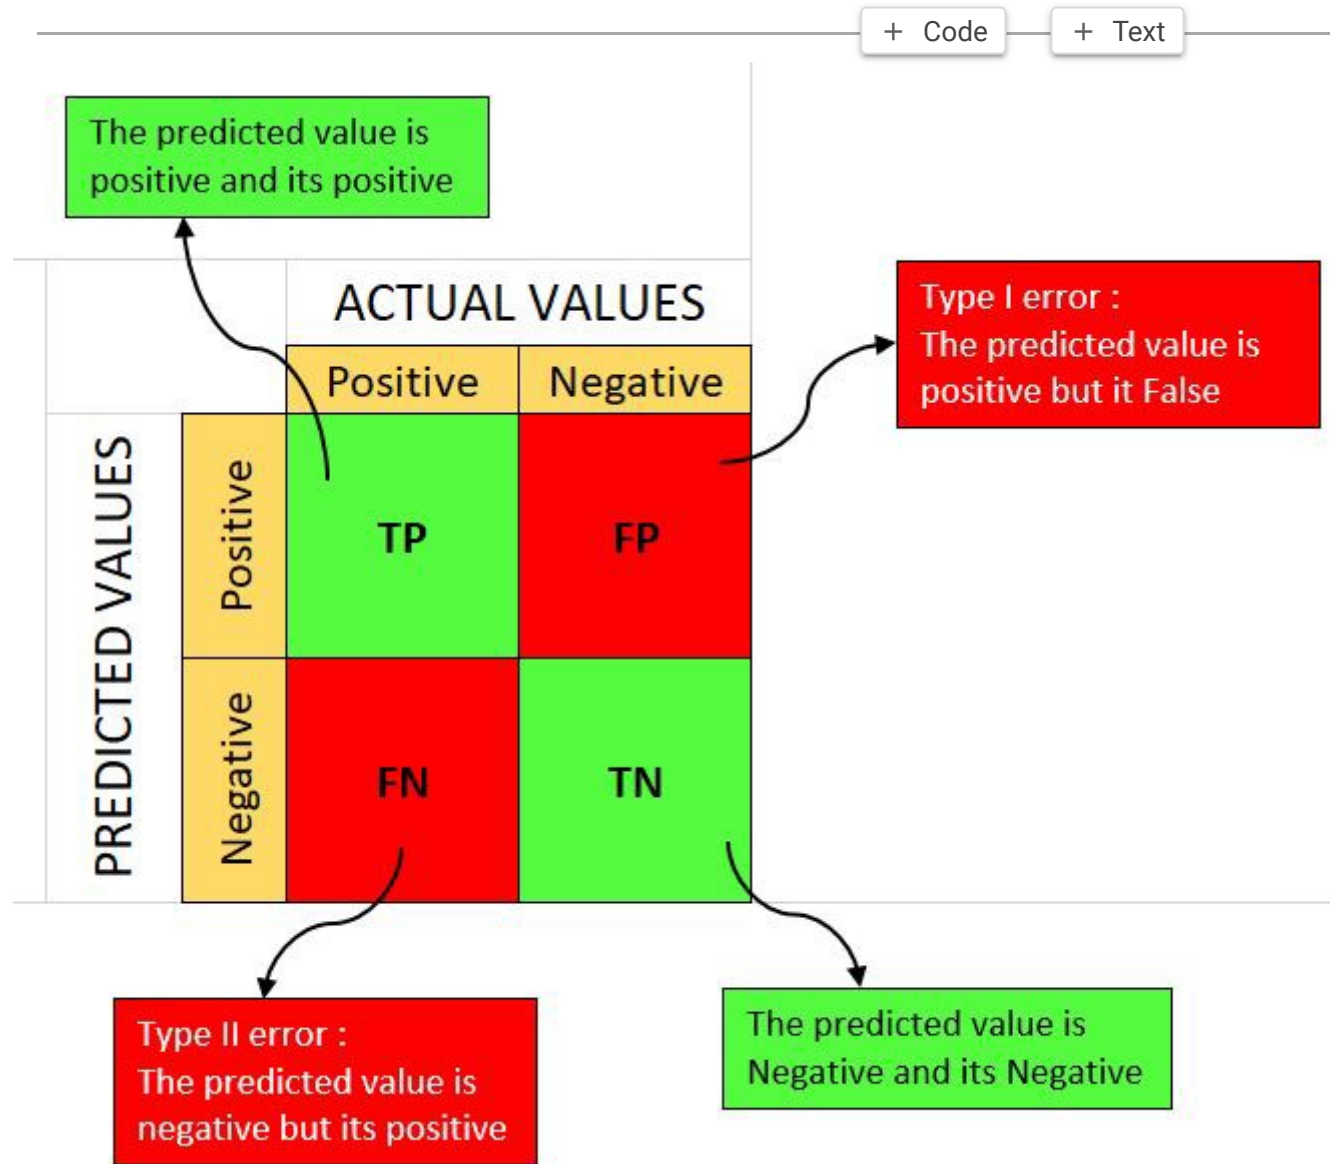 + Code
+ Text
The predicted value is
positive and its positive
ACTUAL VALUES
Type I error :
The predicted value is
positive but it False
Positive
Negative
PREDICTED VALUES
Positive
TP
FP
Negative
FN
TN
Type II error :
The predicted value is
negative but its positive
The predicted value is
Negative and its Negative